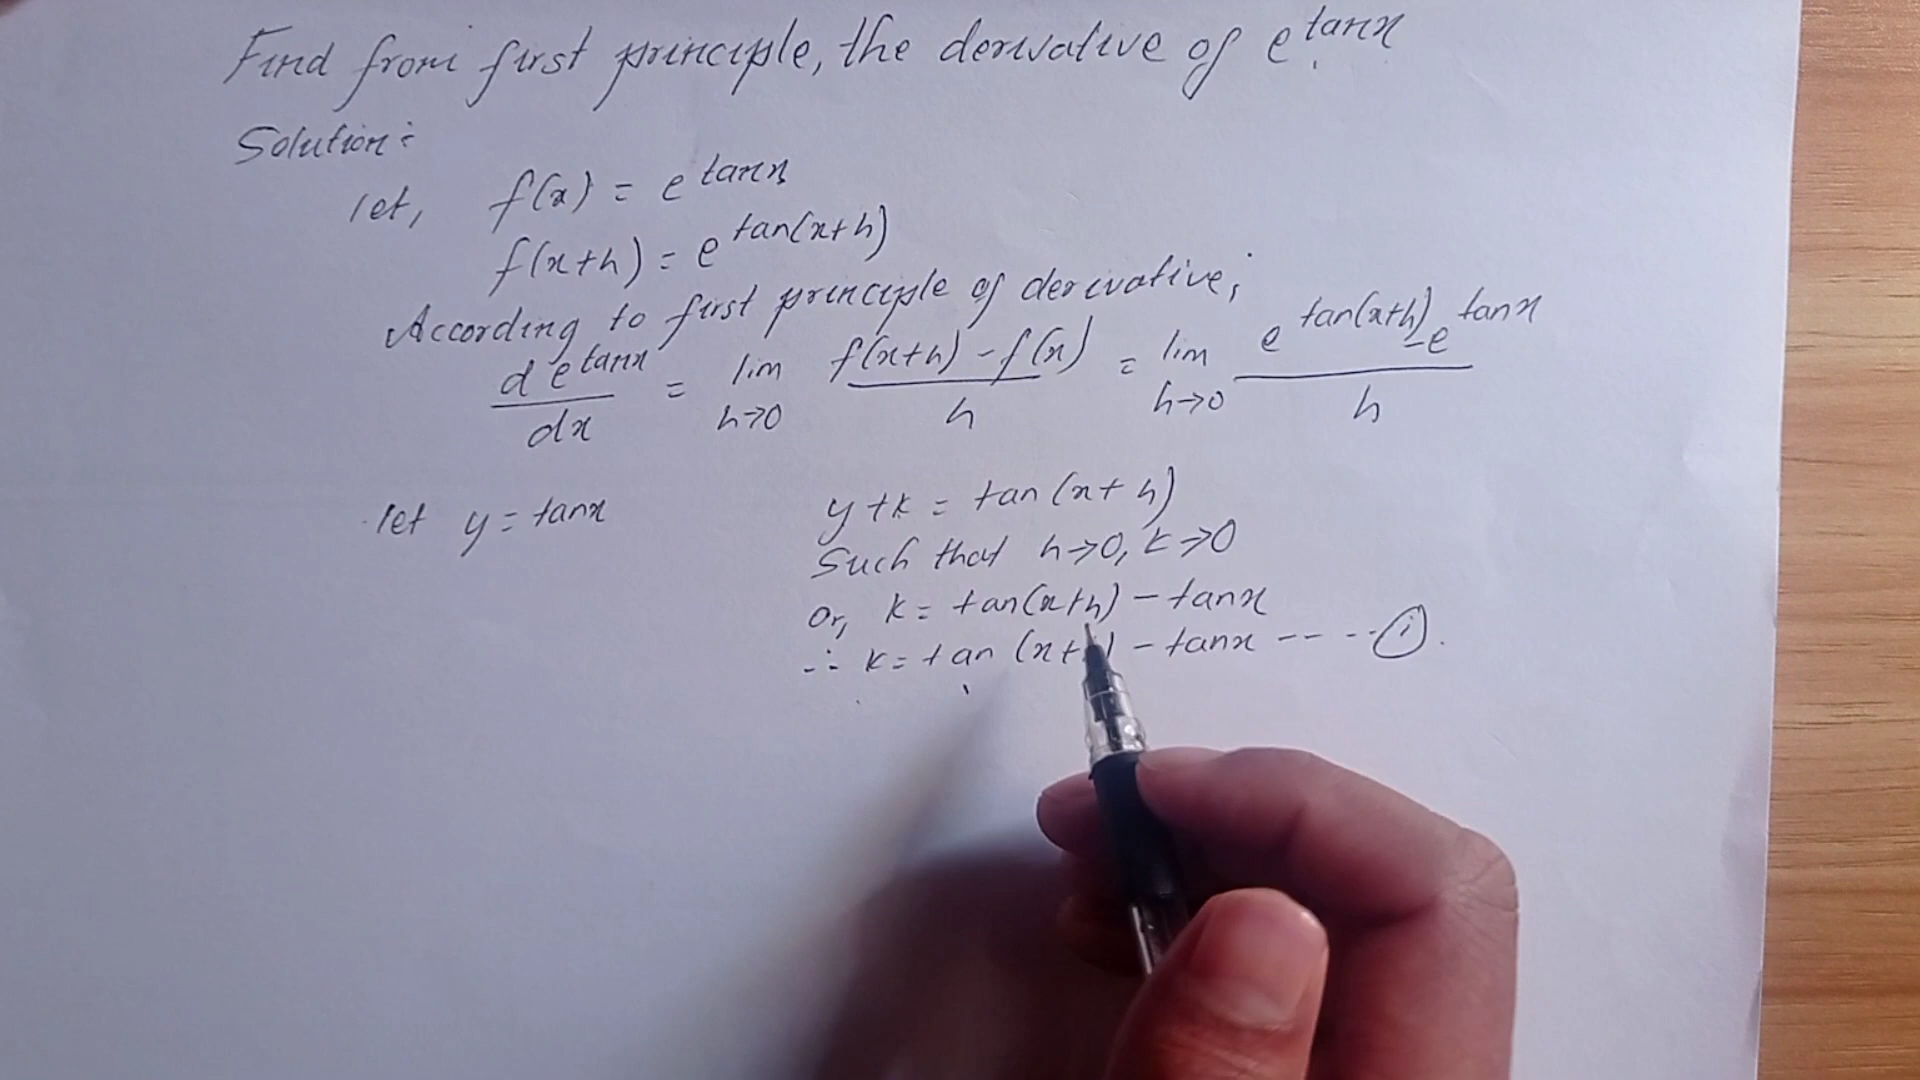 Find from first principle, the derivative of e^tanx
Solution:
let, f(x) = e^tanx
f(x+h) = e^tan(x+h)
According to first principle of derivative;
d e^tanx / dx = lim h→0 f(x+h) - f(x) / h = lim h→0 e^tan(x+h) - e^tanx / h
let y = tanx
y + k = tan(x+h)
Such that h→0, k→0
Or, k = tan(x+h) - tanx
∴ k = tan (x+h) - tanx -- -- (i).